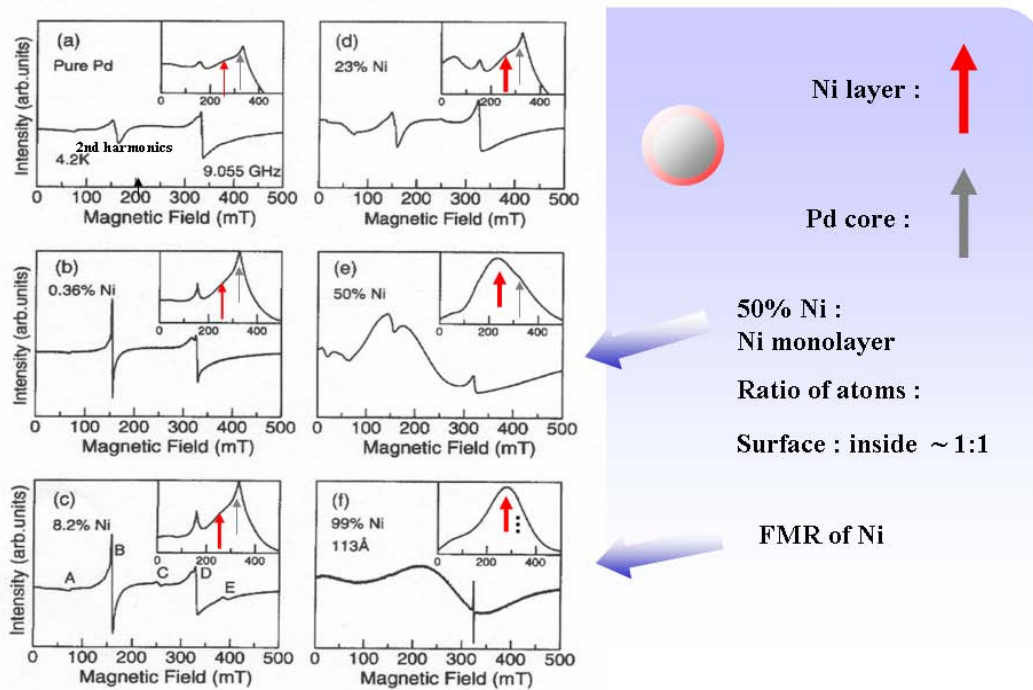 (a)
Pure Pd
2nd harmonics
4.2K
9.055 GHz
0 200 400
Intensity (arb.units)
0 100 200 300 400 500
Magnetic Field (mT)
(d)
23% Ni
0 200 400
Intensity (arb.units)
0 100 200 300 400 500
Magnetic Field (mT)
(b)
0.36% Ni
0 200 400
Intensity (arb.units)
0 100 200 300 400 500
Magnetic Field (mT)
(e)
50% Ni
0 200 400
Intensity (arb.units)
0 100 200 300 400 500
Magnetic Field (mT)
(c)
8.2% Ni
A
B
C
D
E
0 200 400
Intensity (arb.units)
0 100 200 300 400 500
Magnetic Field (mT)
(f)
99% Ni
113Å
0 200 400
Intensity (arb.units)
0 100 200 300 400 500
Magnetic Field (mT)
Ni layer :
Pd core :
50% Ni :
Ni monolayer
Ratio of atoms :
Surface : inside ~ 1:1
FMR of Ni